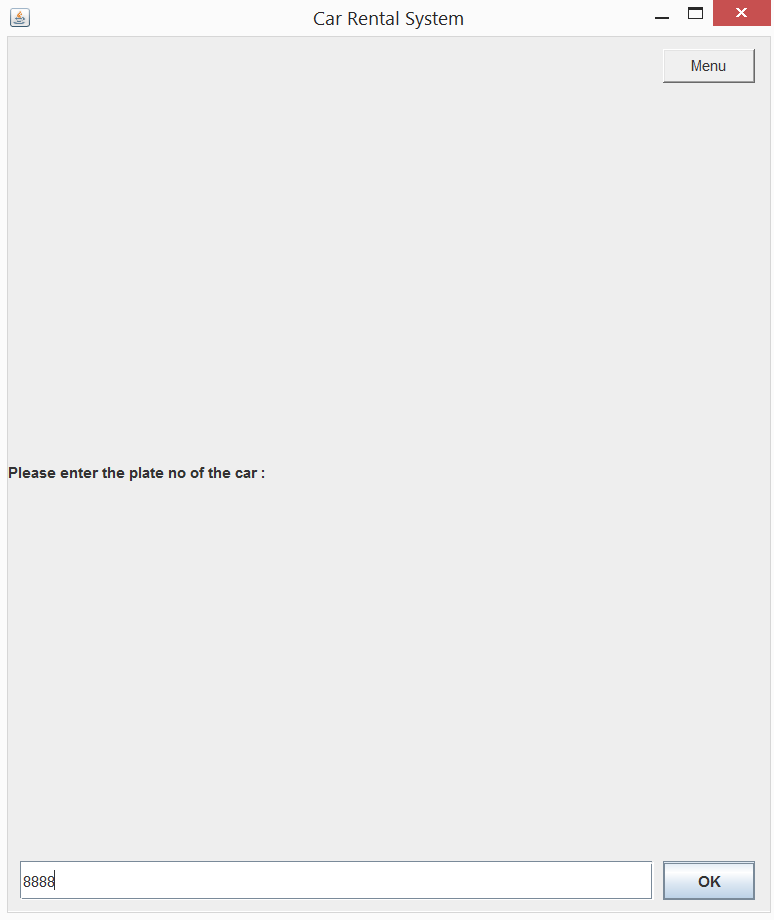 Car Rental System
Menu
Please enter the plate no of the car :
8888
OK